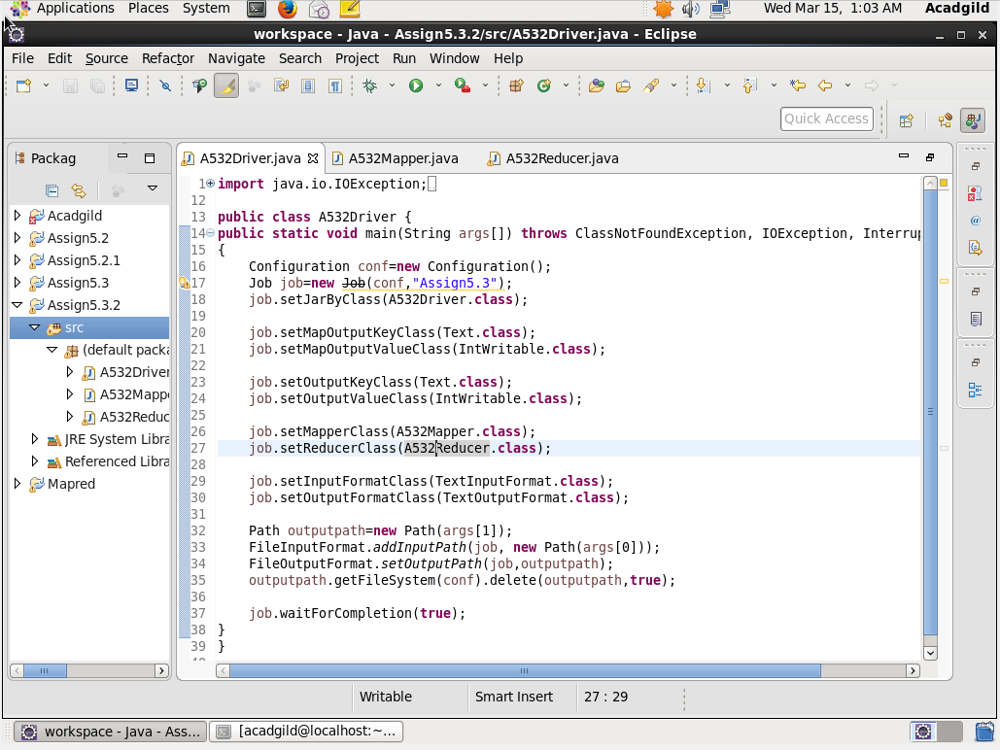 Applications Places System Wed Mar 15, 1:03 AM Acadgild
workspace - Java - Assign5.3.2/src/A532Driver.java - Eclipse
File Edit Source Refactor Navigate Search Project Run Window Help
Quick Access
Packag
A532Driver.java A532Mapper.java A532Reducer.java
Acadgild
Assign5.2
Assign5.2.1
Assign5.3
Assign5.3.2
src
(default packa
A532Driver
A532Mapp
A532Reduc
JRE System Libra
Referenced Libra
Mapred
1 import java.io.IOException;
12
13 public class A532Driver {
14 public static void main(String args[]) throws ClassNotFoundException, IOException, Interrup
15 {
16 Configuration conf=new Configuration();
17 Job job=new Job(conf,"Assign5.3");
18 job.setJarByClass(A532Driver.class);
19
20 job.setMapOutputKeyClass(Text.class);
21 job.setMapOutputValueClass(IntWritable.class);
22
23 job.setOutputKeyClass(Text.class);
24 job.setOutputValueClass(IntWritable.class);
25
26 job.setMapperClass(A532Mapper.class);
27 job.setReducerClass(A532Reducer.class);
28
29 job.setInputFormatClass(TextInputFormat.class);
30 job.setOutputFormatClass(TextOutputFormat.class);
31
32 Path outputpath=new Path(args[1]);
33 FileInputFormat.addInputPath(job, new Path(args[0]));
34 FileOutputFormat.setOutputPath(job,outputpath);
35 outputpath.getFileSystem(conf).delete(outputpath,true);
36
37 job.waitForCompletion(true);
38 }
39 }
Writable Smart Insert 27 : 29
workspace - Java - Ass... [acadgild@localhost:~...